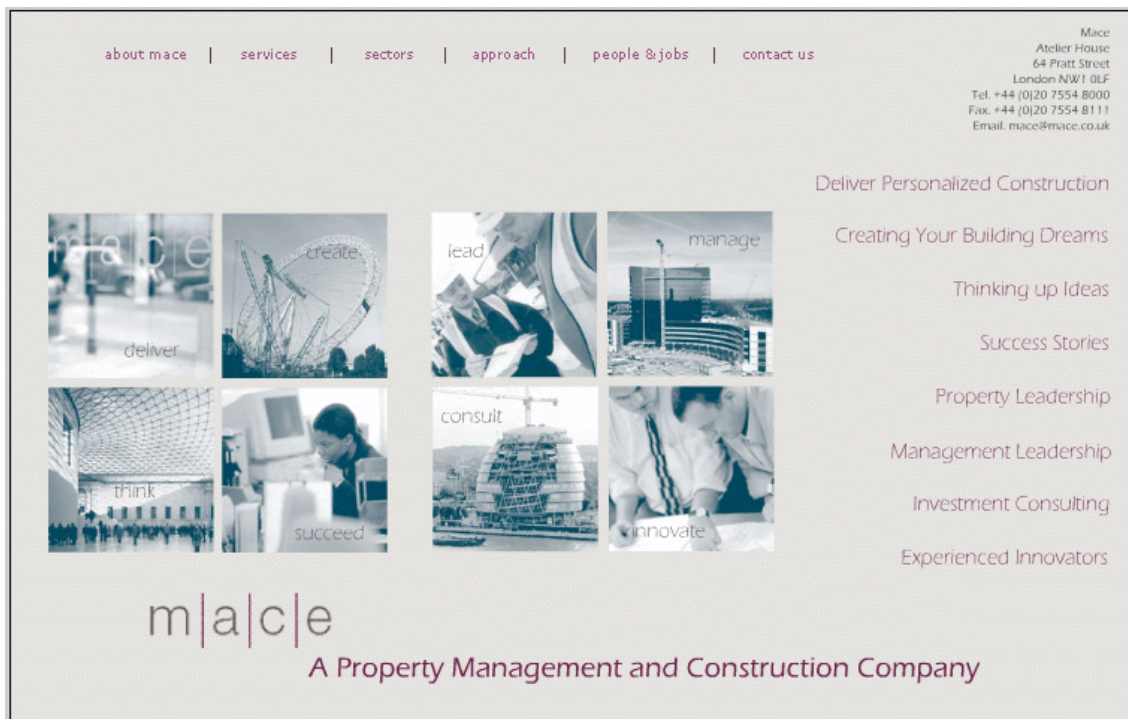 about mace | services | sectors | approach | people & jobs | contact us
Mace
Atelier House
64 Pratt Street
London NW1 0LF
Tel. +44 (0)20 7554 8000
Fax. +44 (0)20 7554 8111
Email. mace@mace.co.uk
Deliver Personalized Construction
Creating Your Building Dreams
Thinking up Ideas
Success Stories
Property Leadership
Management Leadership
Investment Consulting
Experienced Innovators
m|a|c|e
deliver
create
lead
manage
think
succeed
consult
innovate
m|a|c|e
A Property Management and Construction Company